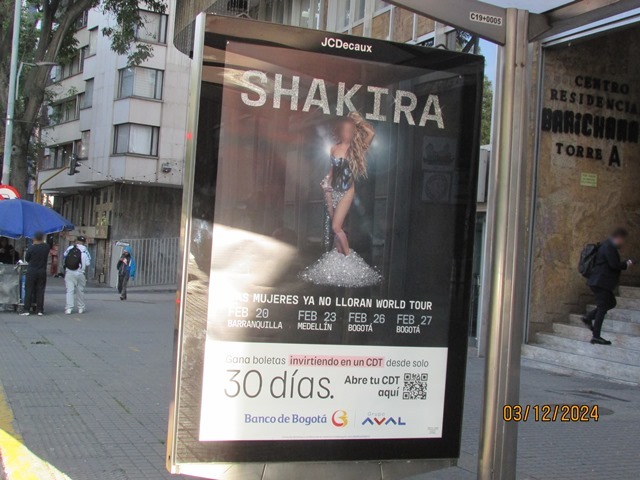 C19+0005
JCDecaux
SHAKIRA
CENTRO
RESIDENCIA
BARICHARA
TORRE A
LAS MUJERES YA NO LLORAN WORLD TOUR
FEB 20 FEB 23 FEB 26 FEB 27
BARRANQUILLA MEDELLÍN BOGOTÁ BOGOTÁ
Gana boletas invirtiendo en un CDT desde solo
30 días.
Abre tu CDT
aquí
Banco de Bogotá
Grupo
AVAL
03/12/2024